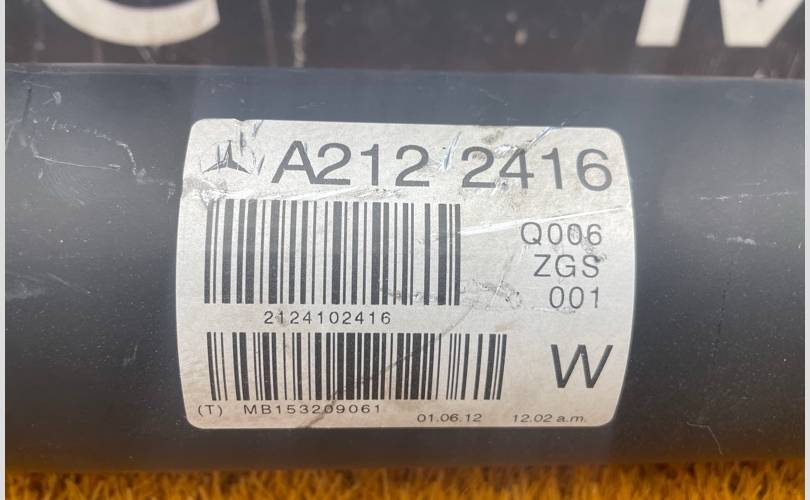 A212 2416
Q006
ZGS
001
2124102416
W
(T) MB153209061
01.06.12 12.02 a.m.